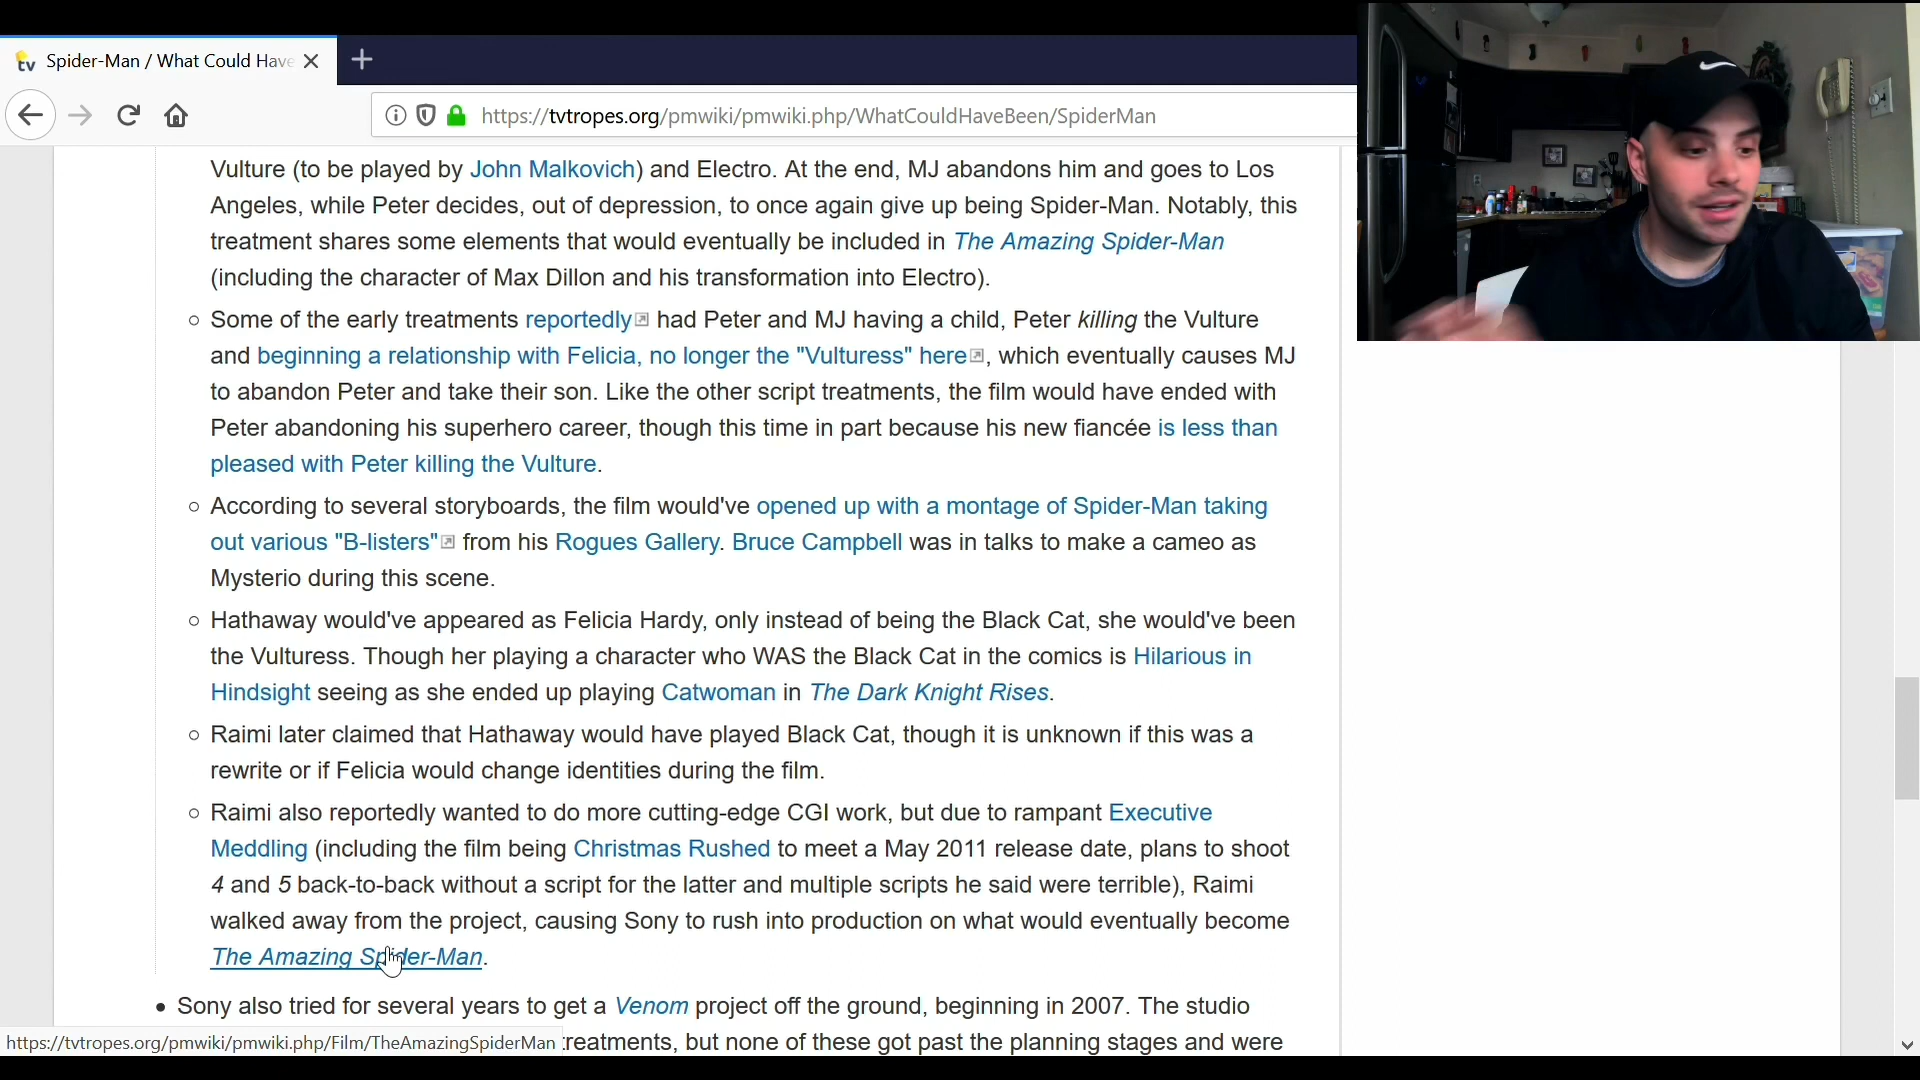 tv Spider-Man / What Could Have
https://tvtropes.org/pmwiki/pmwiki.php/WhatCouldHaveBeen/SpiderMan
Vulture (to be played by John Malkovich) and Electro. At the end, MJ abandons him and goes to Los
Angeles, while Peter decides, out of depression, to once again give up being Spider-Man. Notably, this
treatment shares some elements that would eventually be included in The Amazing Spider-Man
(including the character of Max Dillon and his transformation into Electro).
Some of the early treatments reportedly had Peter and MJ having a child, Peter killing the Vulture
and beginning a relationship with Felicia, no longer the "Vulturess" here, which eventually causes MJ
to abandon Peter and take their son. Like the other script treatments, the film would have ended with
Peter abandoning his superhero career, though this time in part because his new fiancée is less than
pleased with Peter killing the Vulture.
According to several storyboards, the film would've opened up with a montage of Spider-Man taking
out various "B-listers" from his Rogues Gallery. Bruce Campbell was in talks to make a cameo as
Mysterio during this scene.
Hathaway would've appeared as Felicia Hardy, only instead of being the Black Cat, she would've been
the Vulturess. Though her playing a character who WAS the Black Cat in the comics is Hilarious in
Hindsight seeing as she ended up playing Catwoman in The Dark Knight Rises.
Raimi later claimed that Hathaway would have played Black Cat, though it is unknown if this was a
rewrite or if Felicia would change identities during the film.
Raimi also reportedly wanted to do more cutting-edge CGI work, but due to rampant Executive
Meddling (including the film being Christmas Rushed to meet a May 2011 release date, plans to shoot
4 and 5 back-to-back without a script for the latter and multiple scripts he said were terrible), Raimi
walked away from the project, causing Sony to rush into production on what would eventually become
The Amazing Spider-Man.
Sony also tried for several years to get a Venom project off the ground, beginning in 2007. The studio
https://tvtropes.org/pmwiki/pmwiki.php/Film/TheAmazingSpiderMan treatments, but none of these got past the planning stages and were